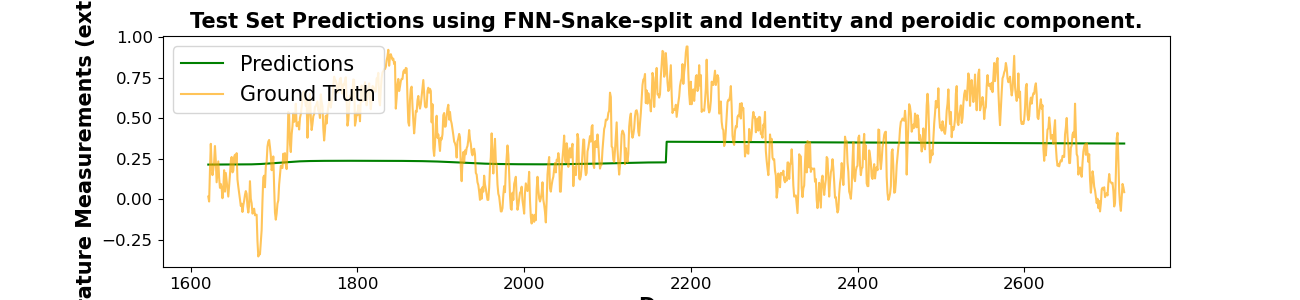 Test Set Predictions using FNN-Snake-split and Identity and peroidic component.
Measurements (ext
1.00
0.75
0.50
0.25
0.00
−0.25
Predictions
Ground Truth
1600 1800 2000 2200 2400 2600